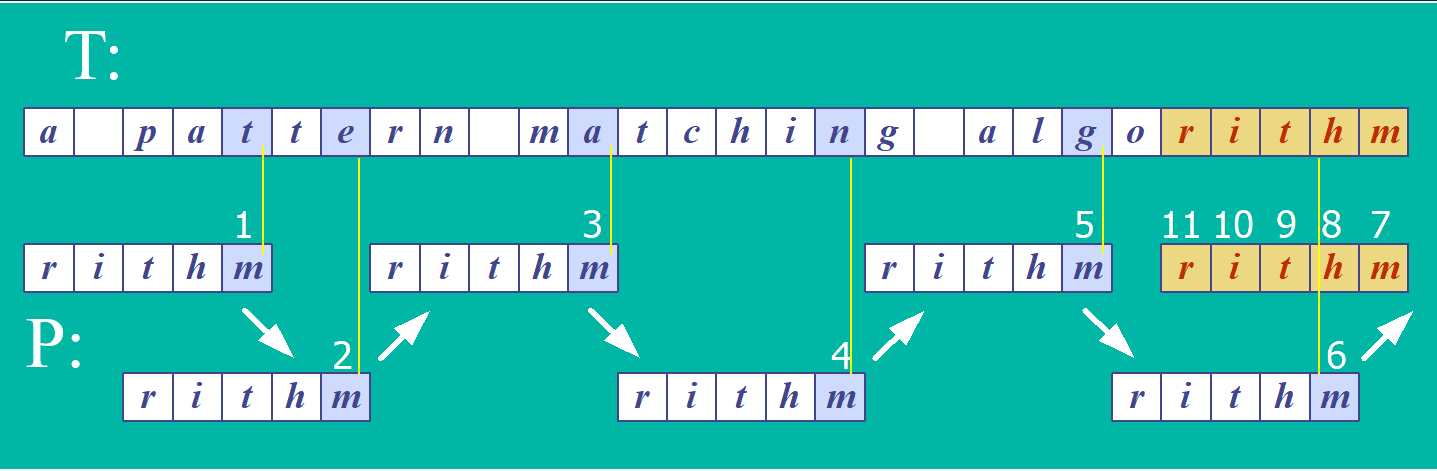 T:
a pattern matching algorithm
1 3 5 11 10 9 8 7
rithm rithm rithm rithm
P:
2 4 6
rithm rithm rithm